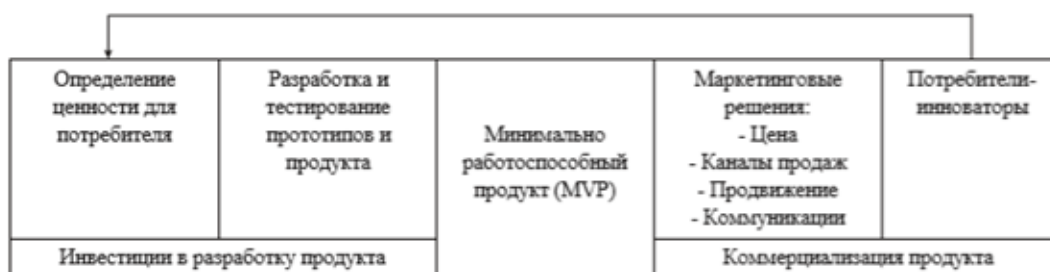 Определение
ценности для
потребителя
Разработка и
тестирование
прототипов и
продукта
Минимально
работоспособный
продукт (MVP)
Маркетинговые
решения:
- Цена
- Каналы продаж
- Продвижение
- Коммуникации
Потребители-
инноваторы
Инвестиции в разработку продукта
Коммерциализация продукта